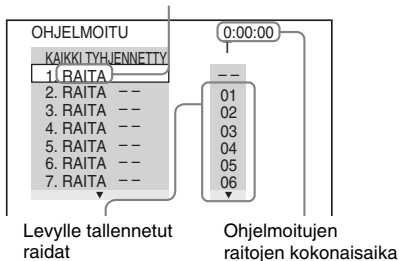 OHJELMOITU 0:00:00
KAIKKI TYHJENNETTY
1. RAITA – –
2. RAITA – – 01
3. RAITA – – 02
4. RAITA – – 03
5. RAITA – – 04
6. RAITA – – 05
7. RAITA – – 06
Levylle tallennetut
raidat
Ohjelmoitujen
raitojen kokonaisaika